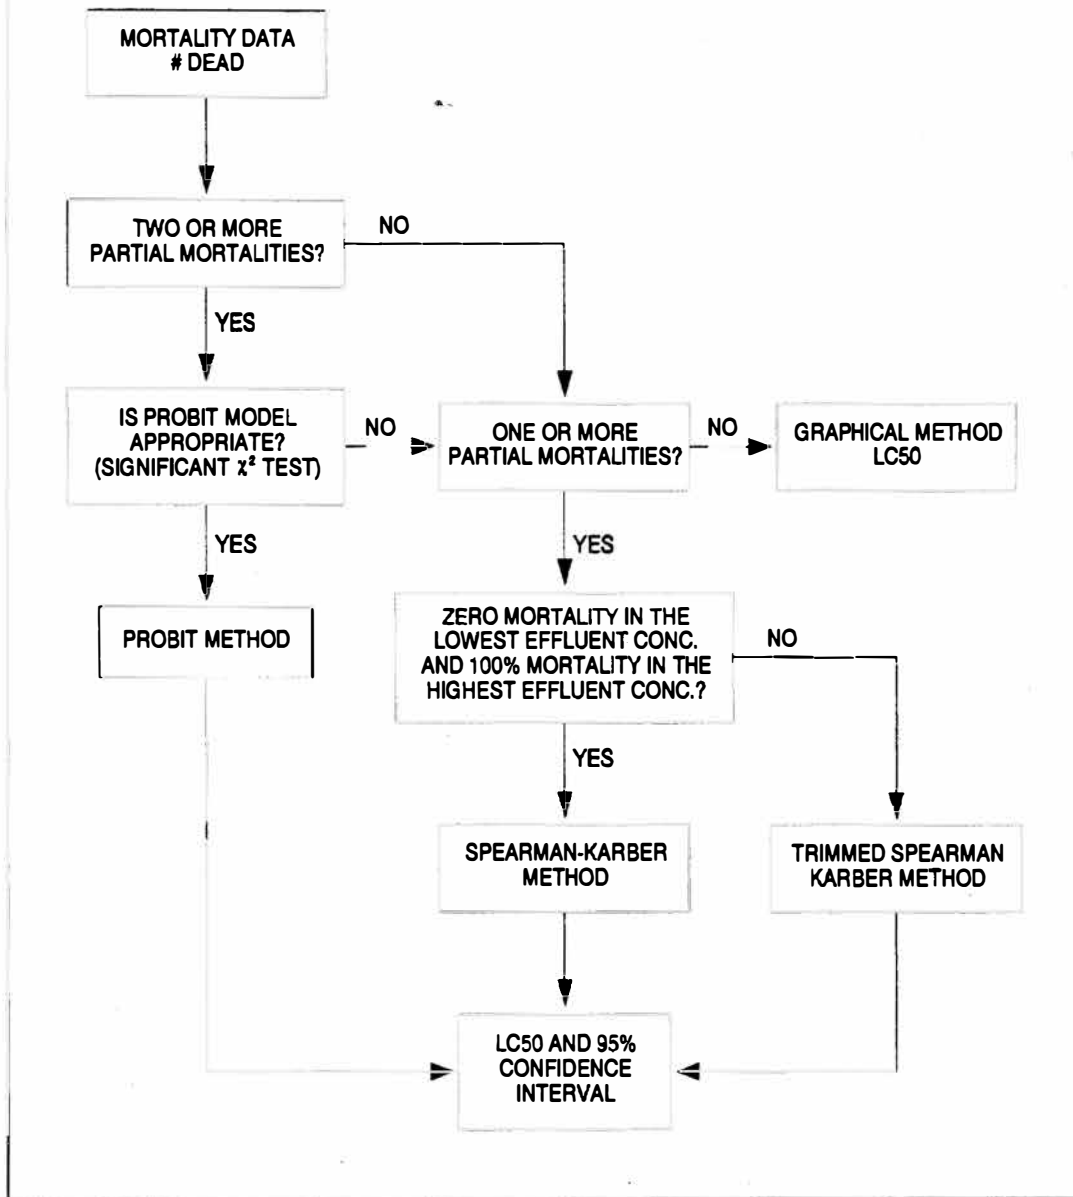 MORTALITY DATA
# DEAD
TWO OR MORE
PARTIAL MORTALITIES?
NO
YES
IS PROBIT MODEL
APPROPRIATE?
(SIGNIFICANT χ² TEST)
NO
ONE OR MORE
PARTIAL MORTALITIES?
NO
GRAPHICAL METHOD
LC50
YES
YES
PROBIT METHOD
ZERO MORTALITY IN THE
LOWEST EFFLUENT CONC.
AND 100% MORTALITY IN THE
HIGHEST EFFLUENT CONC.?
NO
YES
SPEARMAN-KARBER
METHOD
TRIMMED SPEARMAN
KARBER METHOD
LC50 AND 95%
CONFIDENCE
INTERVAL